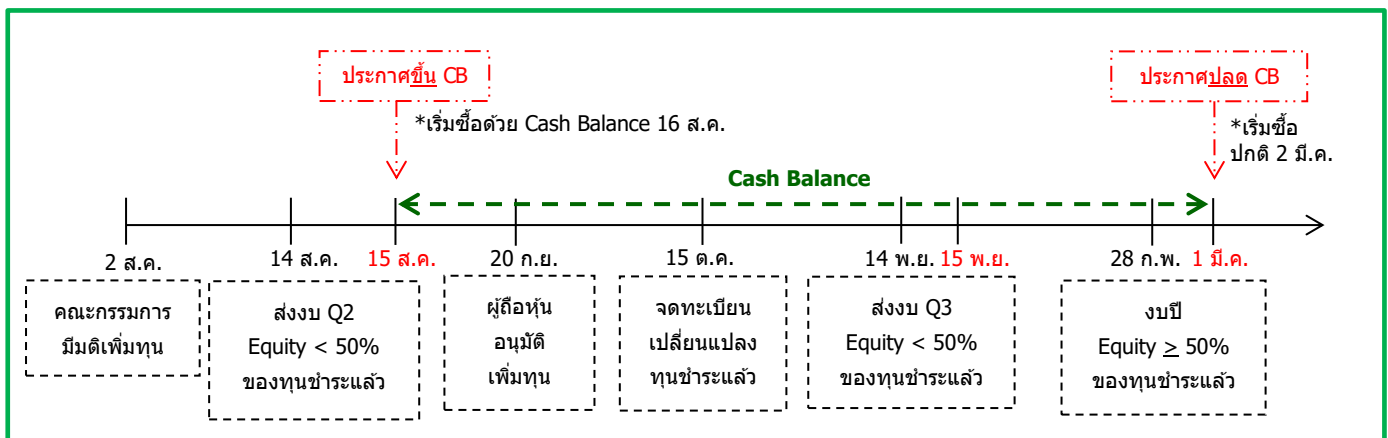 ประกาศขึ้น CB
ประกาศปลด CB
*เริ่มซื้อด้วย Cash Balance 16 ส.ค.
*เริ่มซื้อ
ปกติ 2 มี.ค.
Cash Balance
2 ส.ค.
14 ส.ค.
15 ส.ค.
20 ก.ย.
15 ต.ค.
14 พ.ย.
15 พ.ย.
28 ก.พ.
1 มี.ค.
คณะกรรมการ
มีมติเพิ่มทุน
ส่งงบ Q2
Equity < 50%
ของทุนชำระแล้ว
ผู้ถือหุ้น
อนุมัติ
เพิ่มทุน
จดทะเบียน
เปลี่ยนแปลง
ทุนชำระแล้ว
ส่งงบ Q3
Equity < 50%
ของทุนชำระแล้ว
งบปี
Equity ≥ 50%
ของทุนชำระแล้ว